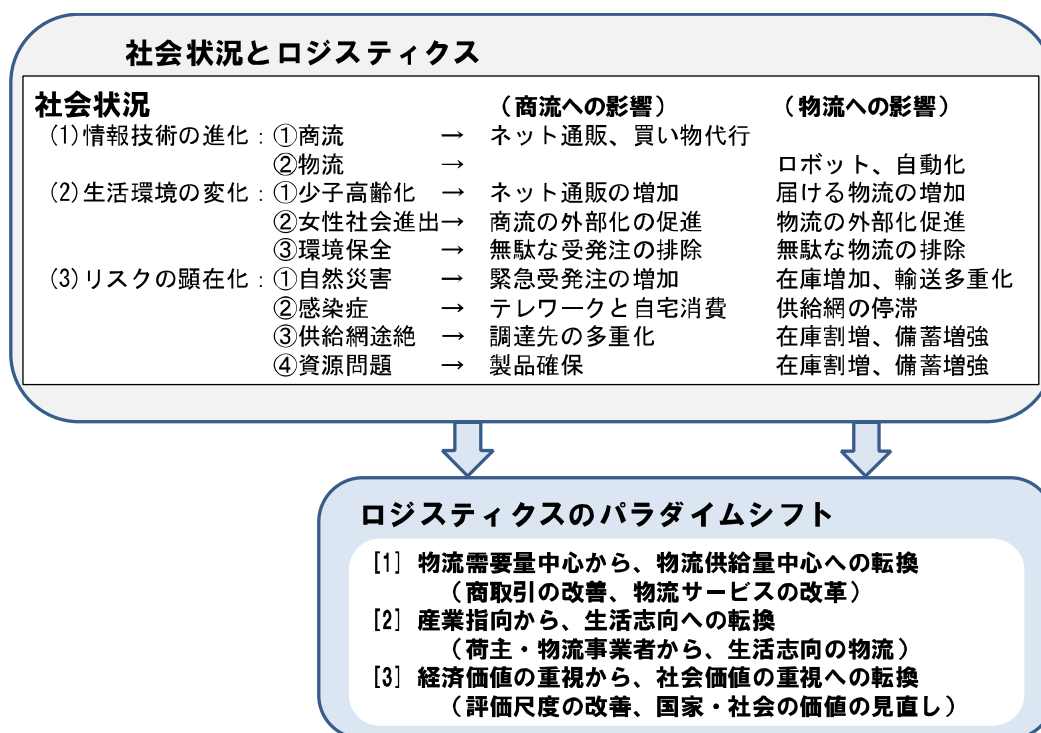 社会状況とロジスティクス
社会状況 (商流への影響) (物流への影響)
(1)情報技術の進化：①商流 → ネット通販、買い物代行
②物流 → ロボット、自動化
(2)生活環境の変化：①少子高齢化 → ネット通販の増加 届ける物流の増加
②女性社会進出→ 商流の外部化の促進 物流の外部化促進
③環境保全 → 無駄な受発注の排除 無駄な物流の排除
(3)リスクの顕在化：①自然災害 → 緊急受発注の増加 在庫増加、輸送多重化
②感染症 → テレワークと自宅消費 供給網の停滞
③供給網途絶 → 調達先の多重化 在庫割増、備蓄増強
④資源問題 → 製品確保 在庫割増、備蓄増強
ロジスティクスのパラダイムシフト
[1] 物流需要量中心から、物流供給量中心への転換
(商取引の改善、物流サービスの改革)
[2] 産業指向から、生活志向への転換
(荷主・物流事業者から、生活志向の物流)
[3] 経済価値の重視から、社会価値の重視への転換
(評価尺度の改善、国家・社会の価値の見直し)